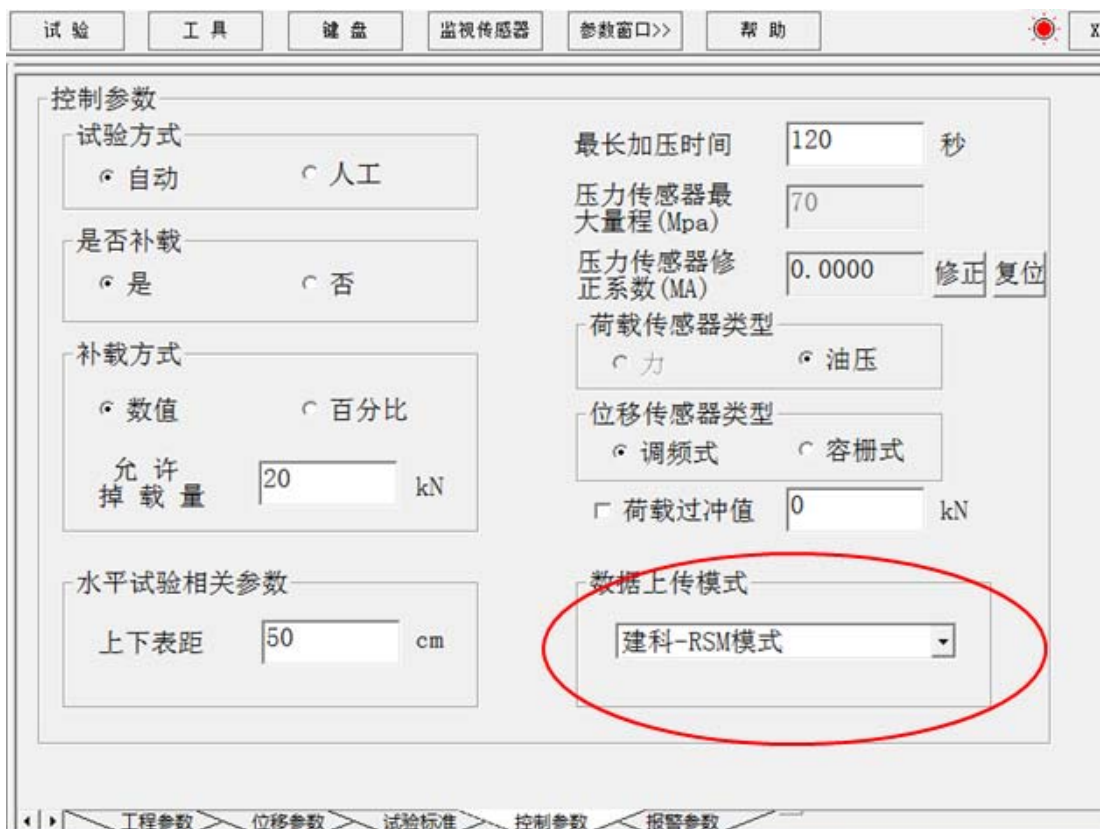 试 验 工 具 键 盘 监视传感器 参数窗口>> 帮 助 X
控制参数
试验方式
自动 人工
是否补载
是 否
补载方式
数值 百分比
允 许
掉 载 量 20 kN
水平试验相关参数
上下表距 50 cm
最长加压时间 120 秒
压力传感器最
大量程(Mpa) 70
压力传感器修
正系数(MA) 0.0000 修正 复位
荷载传感器类型
力 油压
位移传感器类型
调频式 容栅式
荷载过冲值 0 kN
数据上传模式
建科-RSM模式
工程参数 位移参数 试验标准 控制参数 报警参数